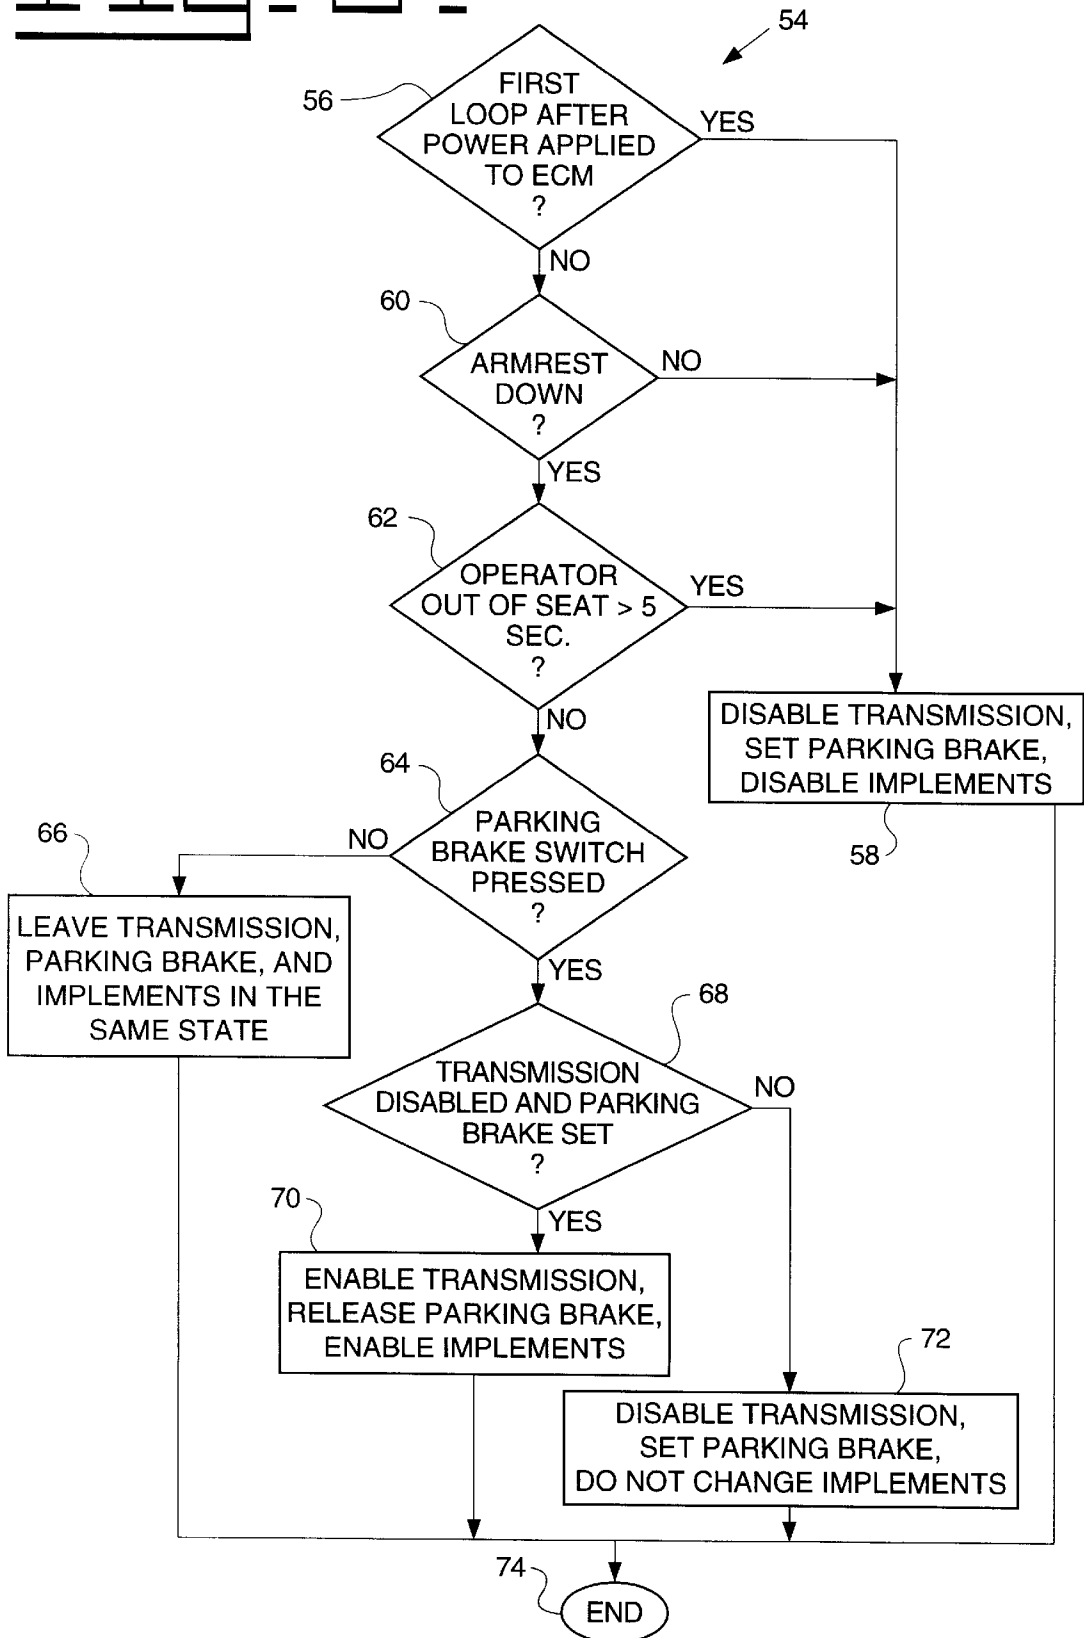 54
56
FIRST
LOOP AFTER
POWER APPLIED
TO ECM
?
YES
NO
60
ARMREST
DOWN
?
NO
YES
62
OPERATOR
OUT OF SEAT > 5
SEC.
?
YES
NO
DISABLE TRANSMISSION,
SET PARKING BRAKE,
DISABLE IMPLEMENTS
58
64
PARKING
BRAKE SWITCH
PRESSED
?
NO
YES
66
LEAVE TRANSMISSION,
PARKING BRAKE, AND
IMPLEMENTS IN THE
SAME STATE
68
TRANSMISSION
DISABLED AND PARKING
BRAKE SET
?
NO
YES
70
ENABLE TRANSMISSION,
RELEASE PARKING BRAKE,
ENABLE IMPLEMENTS
72
DISABLE TRANSMISSION,
SET PARKING BRAKE,
DO NOT CHANGE IMPLEMENTS
74
END